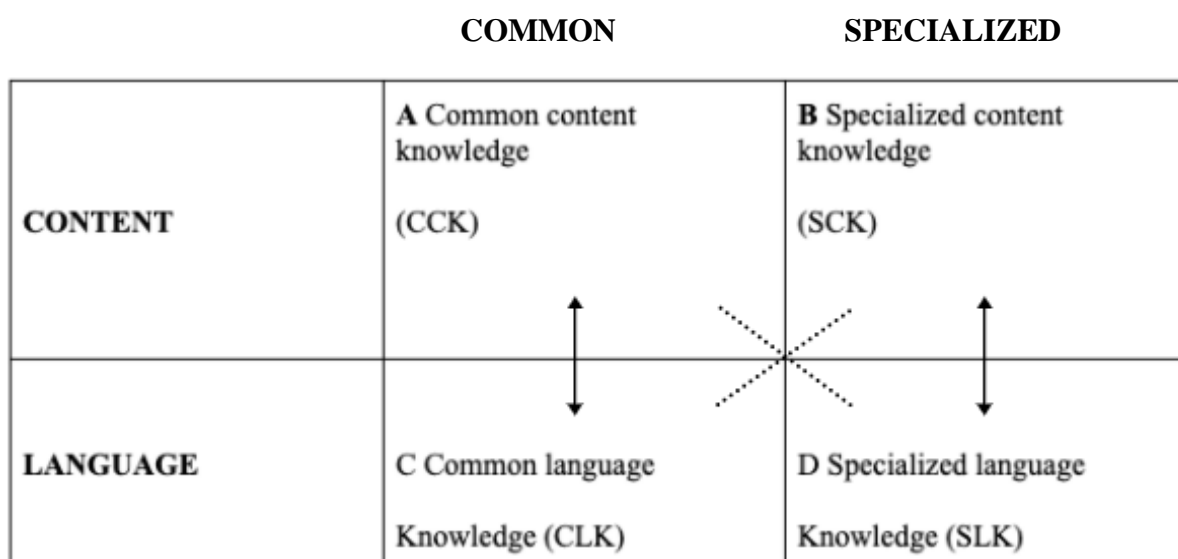 COMMON SPECIALIZED
A Common content
knowledge
(CCK)
B Specialized content
knowledge
(SCK)
CONTENT
LANGUAGE
C Common language
Knowledge (CLK)
D Specialized language
Knowledge (SLK)